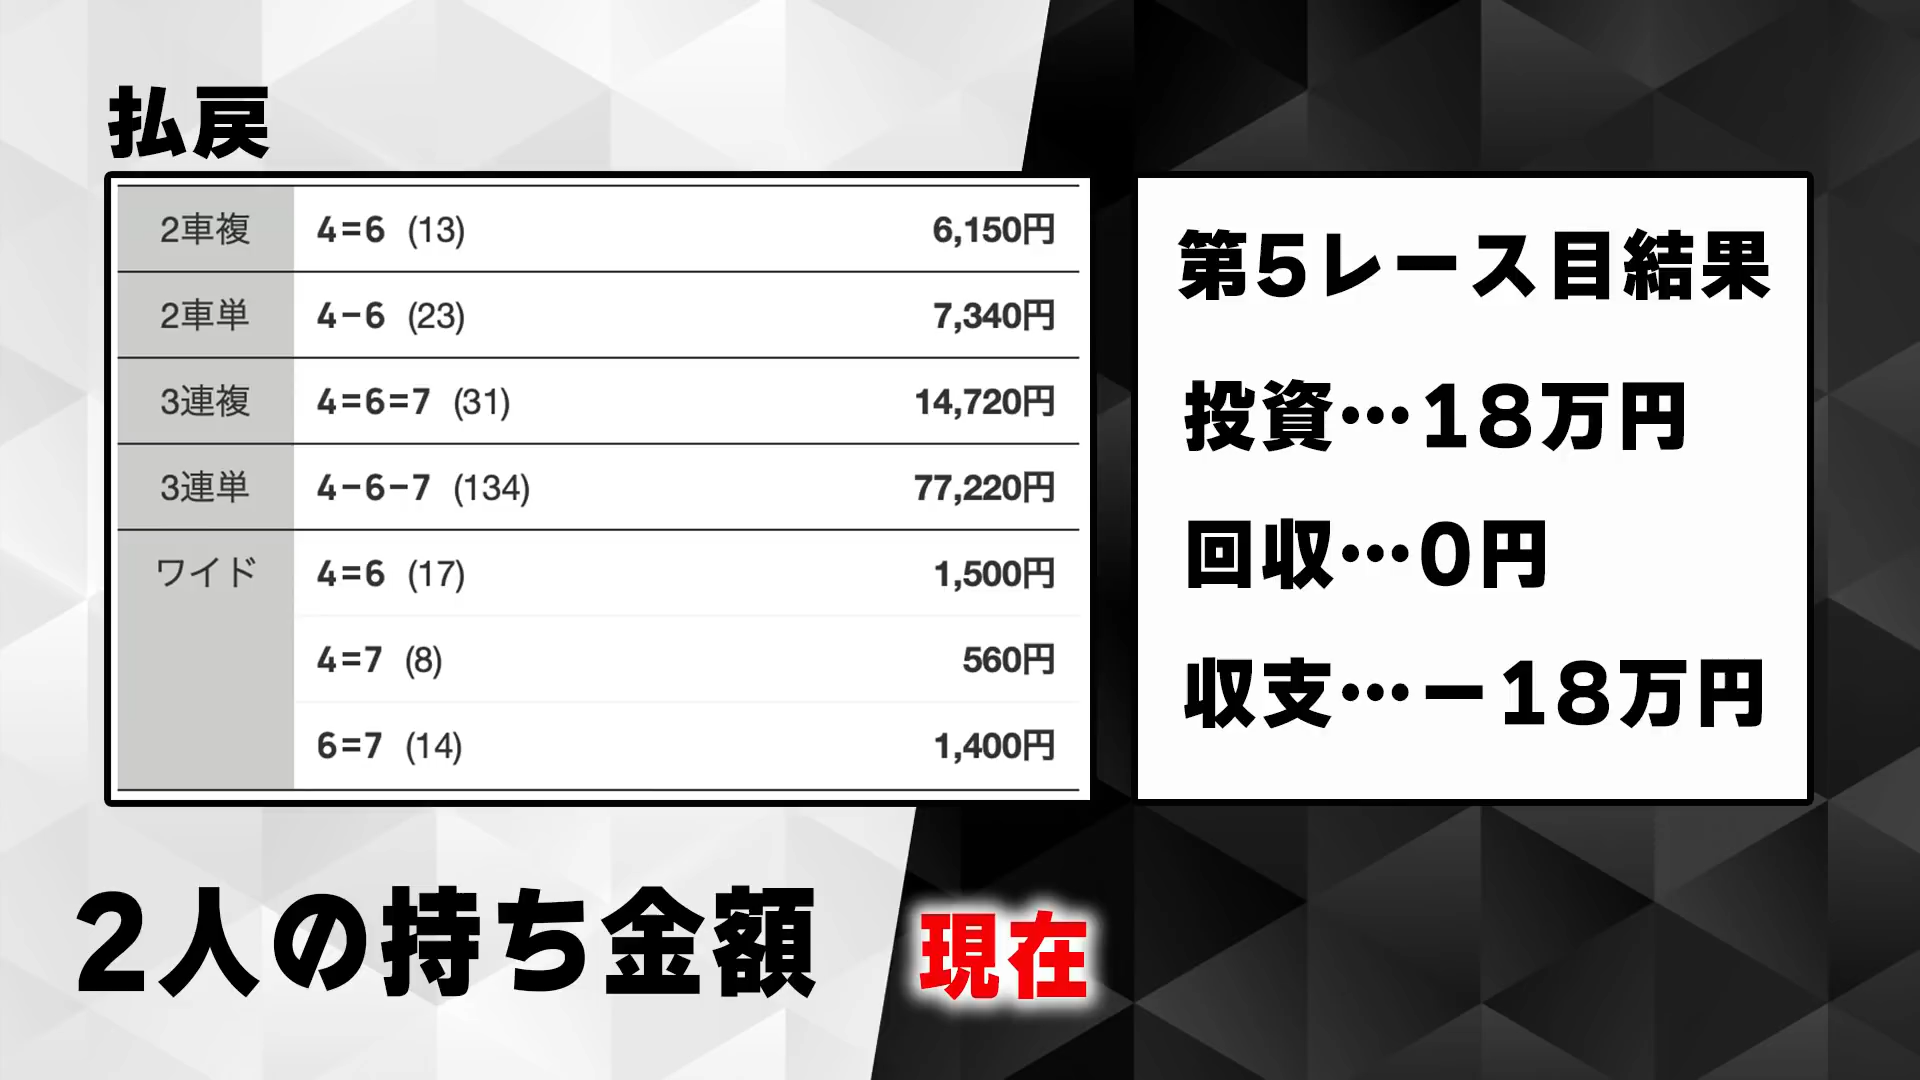 払戻
2車複 4=6 (13) 6,150円
2車単 4-6 (23) 7,340円
3連複 4=6=7 (31) 14,720円
3連単 4-6-7 (134) 77,220円
ワイド 4=6 (17) 1,500円
4=7 (8) 560円
6=7 (14) 1,400円
第5レース目結果
投資…18万円
回収…0円
収支…ー18万円
2人の持ち金額 現在